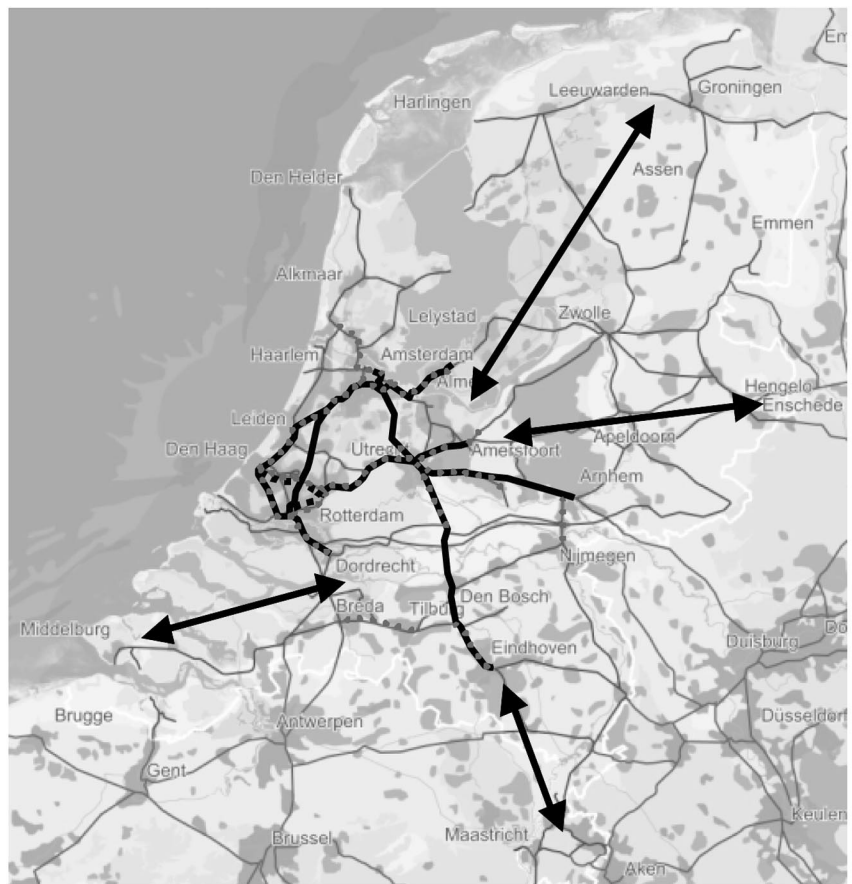 Em
Leeuwarden
Groningen
Harlingen
Assen
Den Helder
Emmen
Alkmaar
Lelystad
Zwolle
Haarlem
Amsterdam
Alme
Hengelo
Enschede
Leiden
Apeldoorn
Den Haag
Utrecht
Amersfoort
Arnhem
Rotterdam
Nijmegen
Dordrecht
Den Bosch
Breda
Tilburg
Middelburg
Eindhoven
Duisburg
Do
Brugge
Antwerpen
Düsseldorf
Gent
Keulen
Brussel
Maastricht
Aken